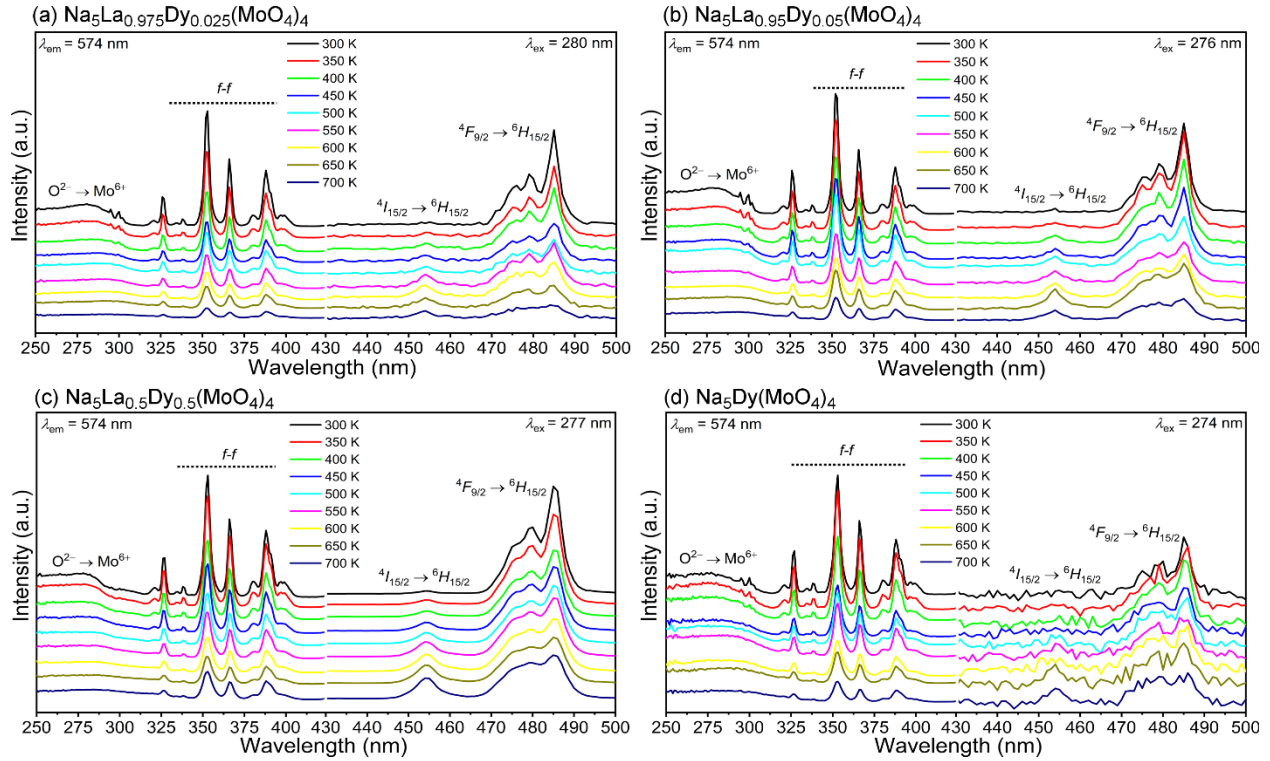 (a) Na₅La₀.₉₇₅Dy₀.₀₂₅(MoO₄)₄
λem = 574 nm
λex = 280 nm
300 K
350 K
400 K
450 K
500 K
550 K
600 K
650 K
700 K
f-f
O²⁻ → Mo⁶⁺
⁴F₉/₂ → ⁶H₁₅/₂
⁴I₁₅/₂ → ⁶H₁₅/₂
Intensity (a.u.)
250 275 300 325 350 375 400 430 440 450 460 470 480 490 500
Wavelength (nm)
(b) Na₅La₀.₉₅Dy₀.₀₅(MoO₄)₄
λem = 574 nm
λex = 276 nm
300 K
350 K
400 K
450 K
500 K
550 K
600 K
650 K
700 K
f-f
O²⁻ → Mo⁶⁺
⁴F₉/₂ → ⁶H₁₅/₂
⁴I₁₅/₂ → ⁶H₁₅/₂
Intensity (a.u.)
250 275 300 325 350 375 400 430 440 450 460 470 480 490 500
Wavelength (nm)
(c) Na₅La₀.₅Dy₀.₅(MoO₄)₄
λem = 574 nm
λex = 277 nm
300 K
350 K
400 K
450 K
500 K
550 K
600 K
650 K
700 K
f-f
O²⁻ → Mo⁶⁺
⁴F₉/₂ → ⁶H₁₅/₂
⁴I₁₅/₂ → ⁶H₁₅/₂
Intensity (a.u.)
250 275 300 325 350 375 400 430 440 450 460 470 480 490 500
Wavelength (nm)
(d) Na₅Dy(MoO₄)₄
λem = 574 nm
λex = 274 nm
300 K
350 K
400 K
450 K
500 K
550 K
600 K
650 K
700 K
f-f
O²⁻ → Mo⁶⁺
⁴F₉/₂ → ⁶H₁₅/₂
⁴I₁₅/₂ → ⁶H₁₅/₂
Intensity (a.u.)
250 275 300 325 350 375 400 430 440 450 460 470 480 490 500
Wavelength (nm)